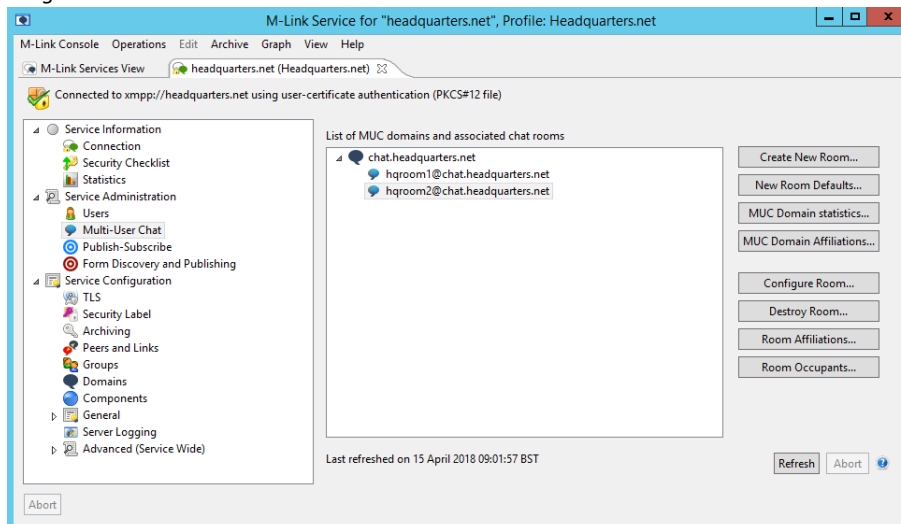 M-Link Service for "headquarters.net", Profile: Headquarters.net
M-Link Console Operations Edit Archive Graph View Help
M-Link Services View headquarters.net (Headquarters.net)
Connected to xmpp://headquarters.net using user-certificate authentication (PKCS#12 file)
Service Information
Connection
Security Checklist
Statistics
Service Administration
Users
Multi-User Chat
Publish-Subscribe
Form Discovery and Publishing
Service Configuration
TLS
Security Label
Archiving
Peers and Links
Groups
Domains
Components
General
Server Logging
Advanced (Service Wide)
List of MUC domains and associated chat rooms
chat.headquarters.net
hqroom1@chat.headquarters.net
hqroom2@chat.headquarters.net
Last refreshed on 15 April 2018 09:01:57 BST
Create New Room...
New Room Defaults...
MUC Domain statistics...
MUC Domain Affiliations...
Configure Room...
Destroy Room...
Room Affiliations...
Room Occupants...
Refresh Abort
Abort